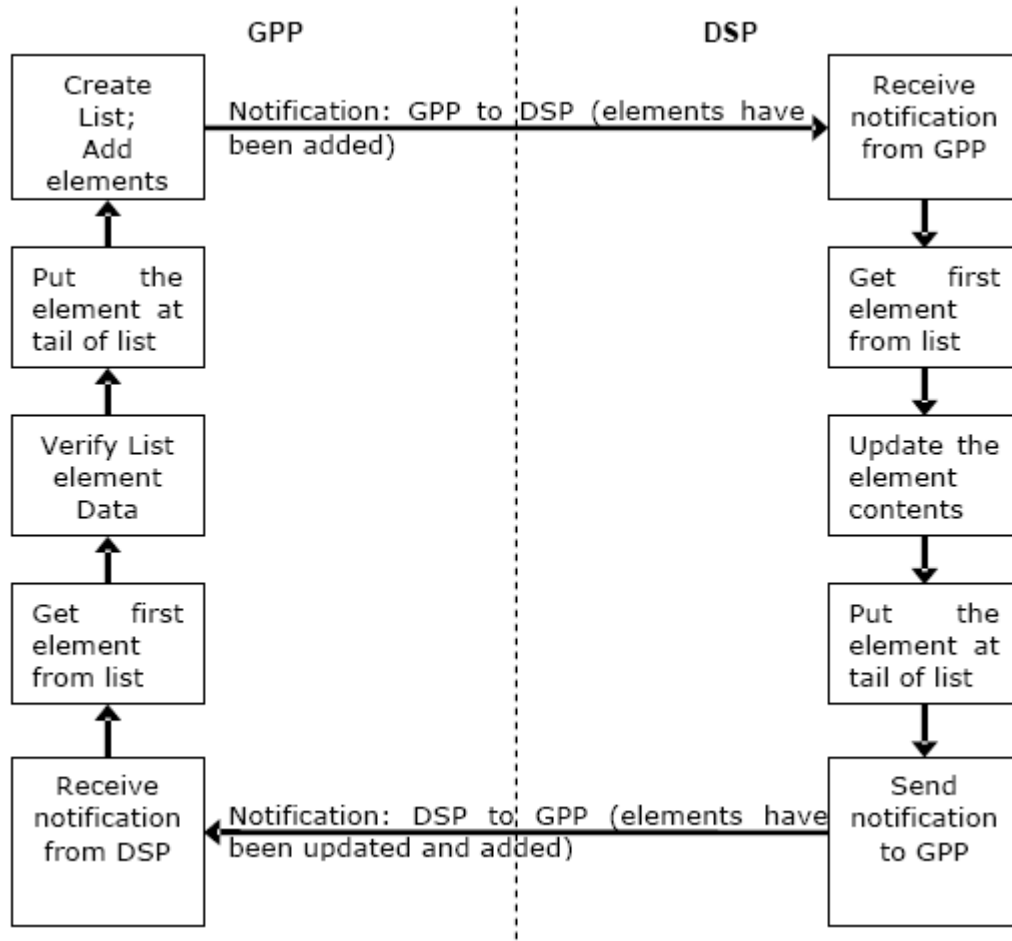 GPP
DSP
Create
List;
Add
elements
Notification: GPP to DSP (elements have
been added)
Receive
notification
from GPP
Put the
element at
tail of list
Get first
element
from list
Verify List
element
Data
Update the
element
contents
Get first
element
from list
Put the
element at
tail of list
Receive
notification
from DSP
Notification: DSP to GPP (elements have
been updated and added)
Send
notification
to GPP